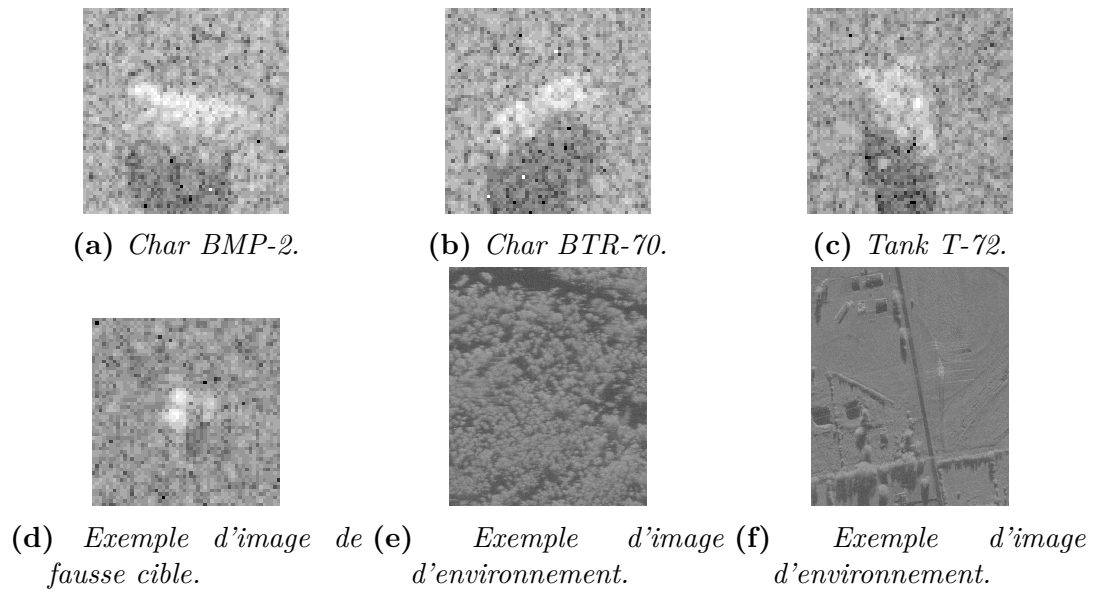 (a) Char BMP-2.
(b) Char BTR-70.
(c) Tank T-72.
(d) Exemple d'image de
fausse cible.
(e) Exemple d'image
d'environnement.
(f) Exemple d'image
d'environnement.